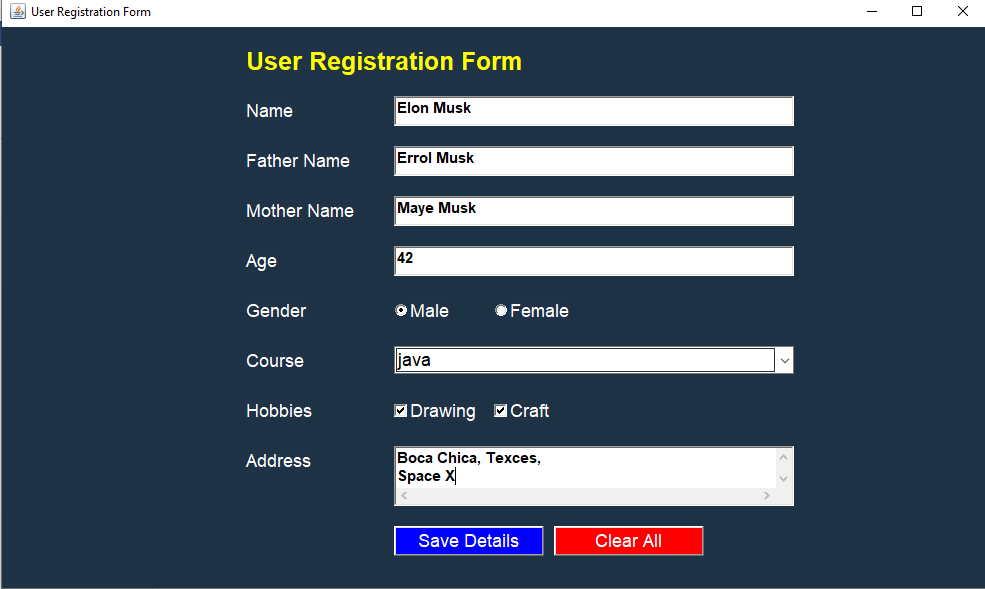 User Registration Form
User Registration Form
Name Elon Musk
Father Name Errol Musk
Mother Name Maye Musk
Age 42
Gender Male Female
Course java
Hobbies Drawing Craft
Address Boca Chica, Texces,
Space X
Save Details Clear All